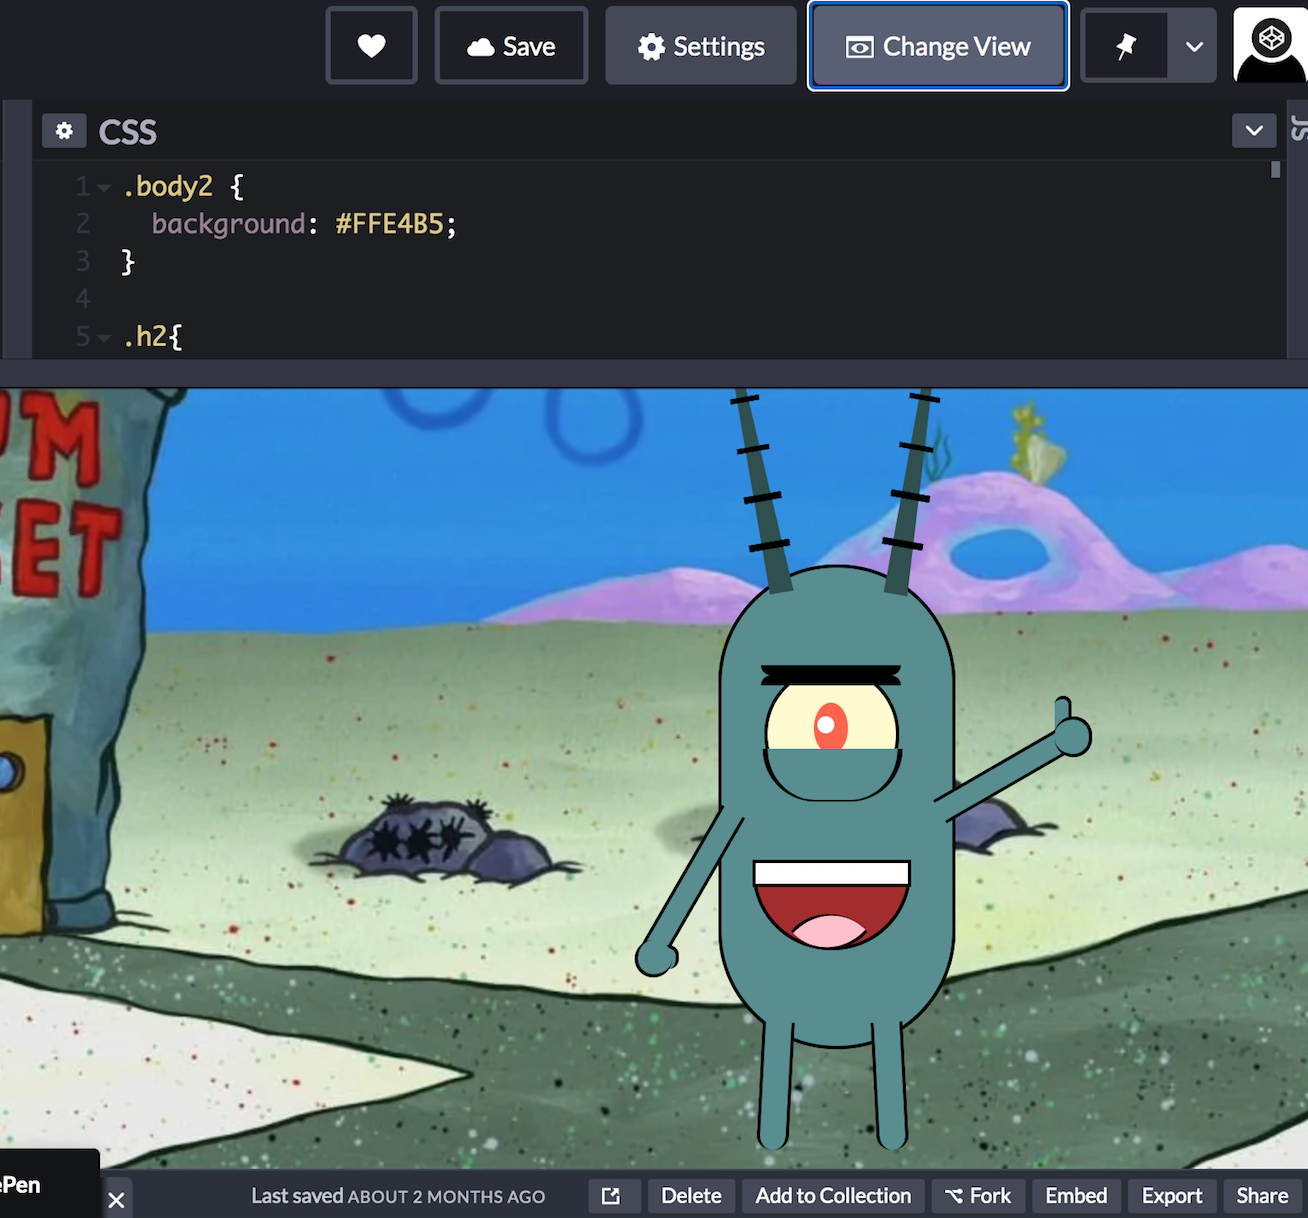 Save
Settings
Change View
CSS
JS
1 .body2 {
2 background: #FFE4B5;
3 }
4
5 .h2{
UM
ET
ePen
Last saved ABOUT 2 MONTHS AGO
Delete
Add to Collection
Fork
Embed
Export
Share